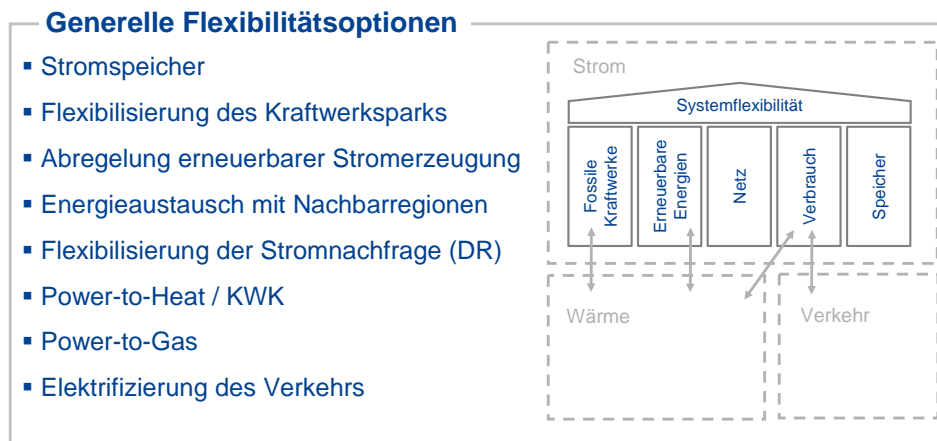 Generelle Flexibilitätsoptionen
▪ Stromspeicher
▪ Flexibilisierung des Kraftwerksparks
▪ Abregelung erneuerbarer Stromerzeugung
▪ Energieaustausch mit Nachbarregionen
▪ Flexibilisierung der Stromnachfrage (DR)
▪ Power-to-Heat / KWK
▪ Power-to-Gas
▪ Elektrifizierung des Verkehrs
Strom
Systemflexibilität
Fossile
Kraftwerke
Erneuerbare
Energien
Netz
Verbrauch
Speicher
Wärme
Verkehr